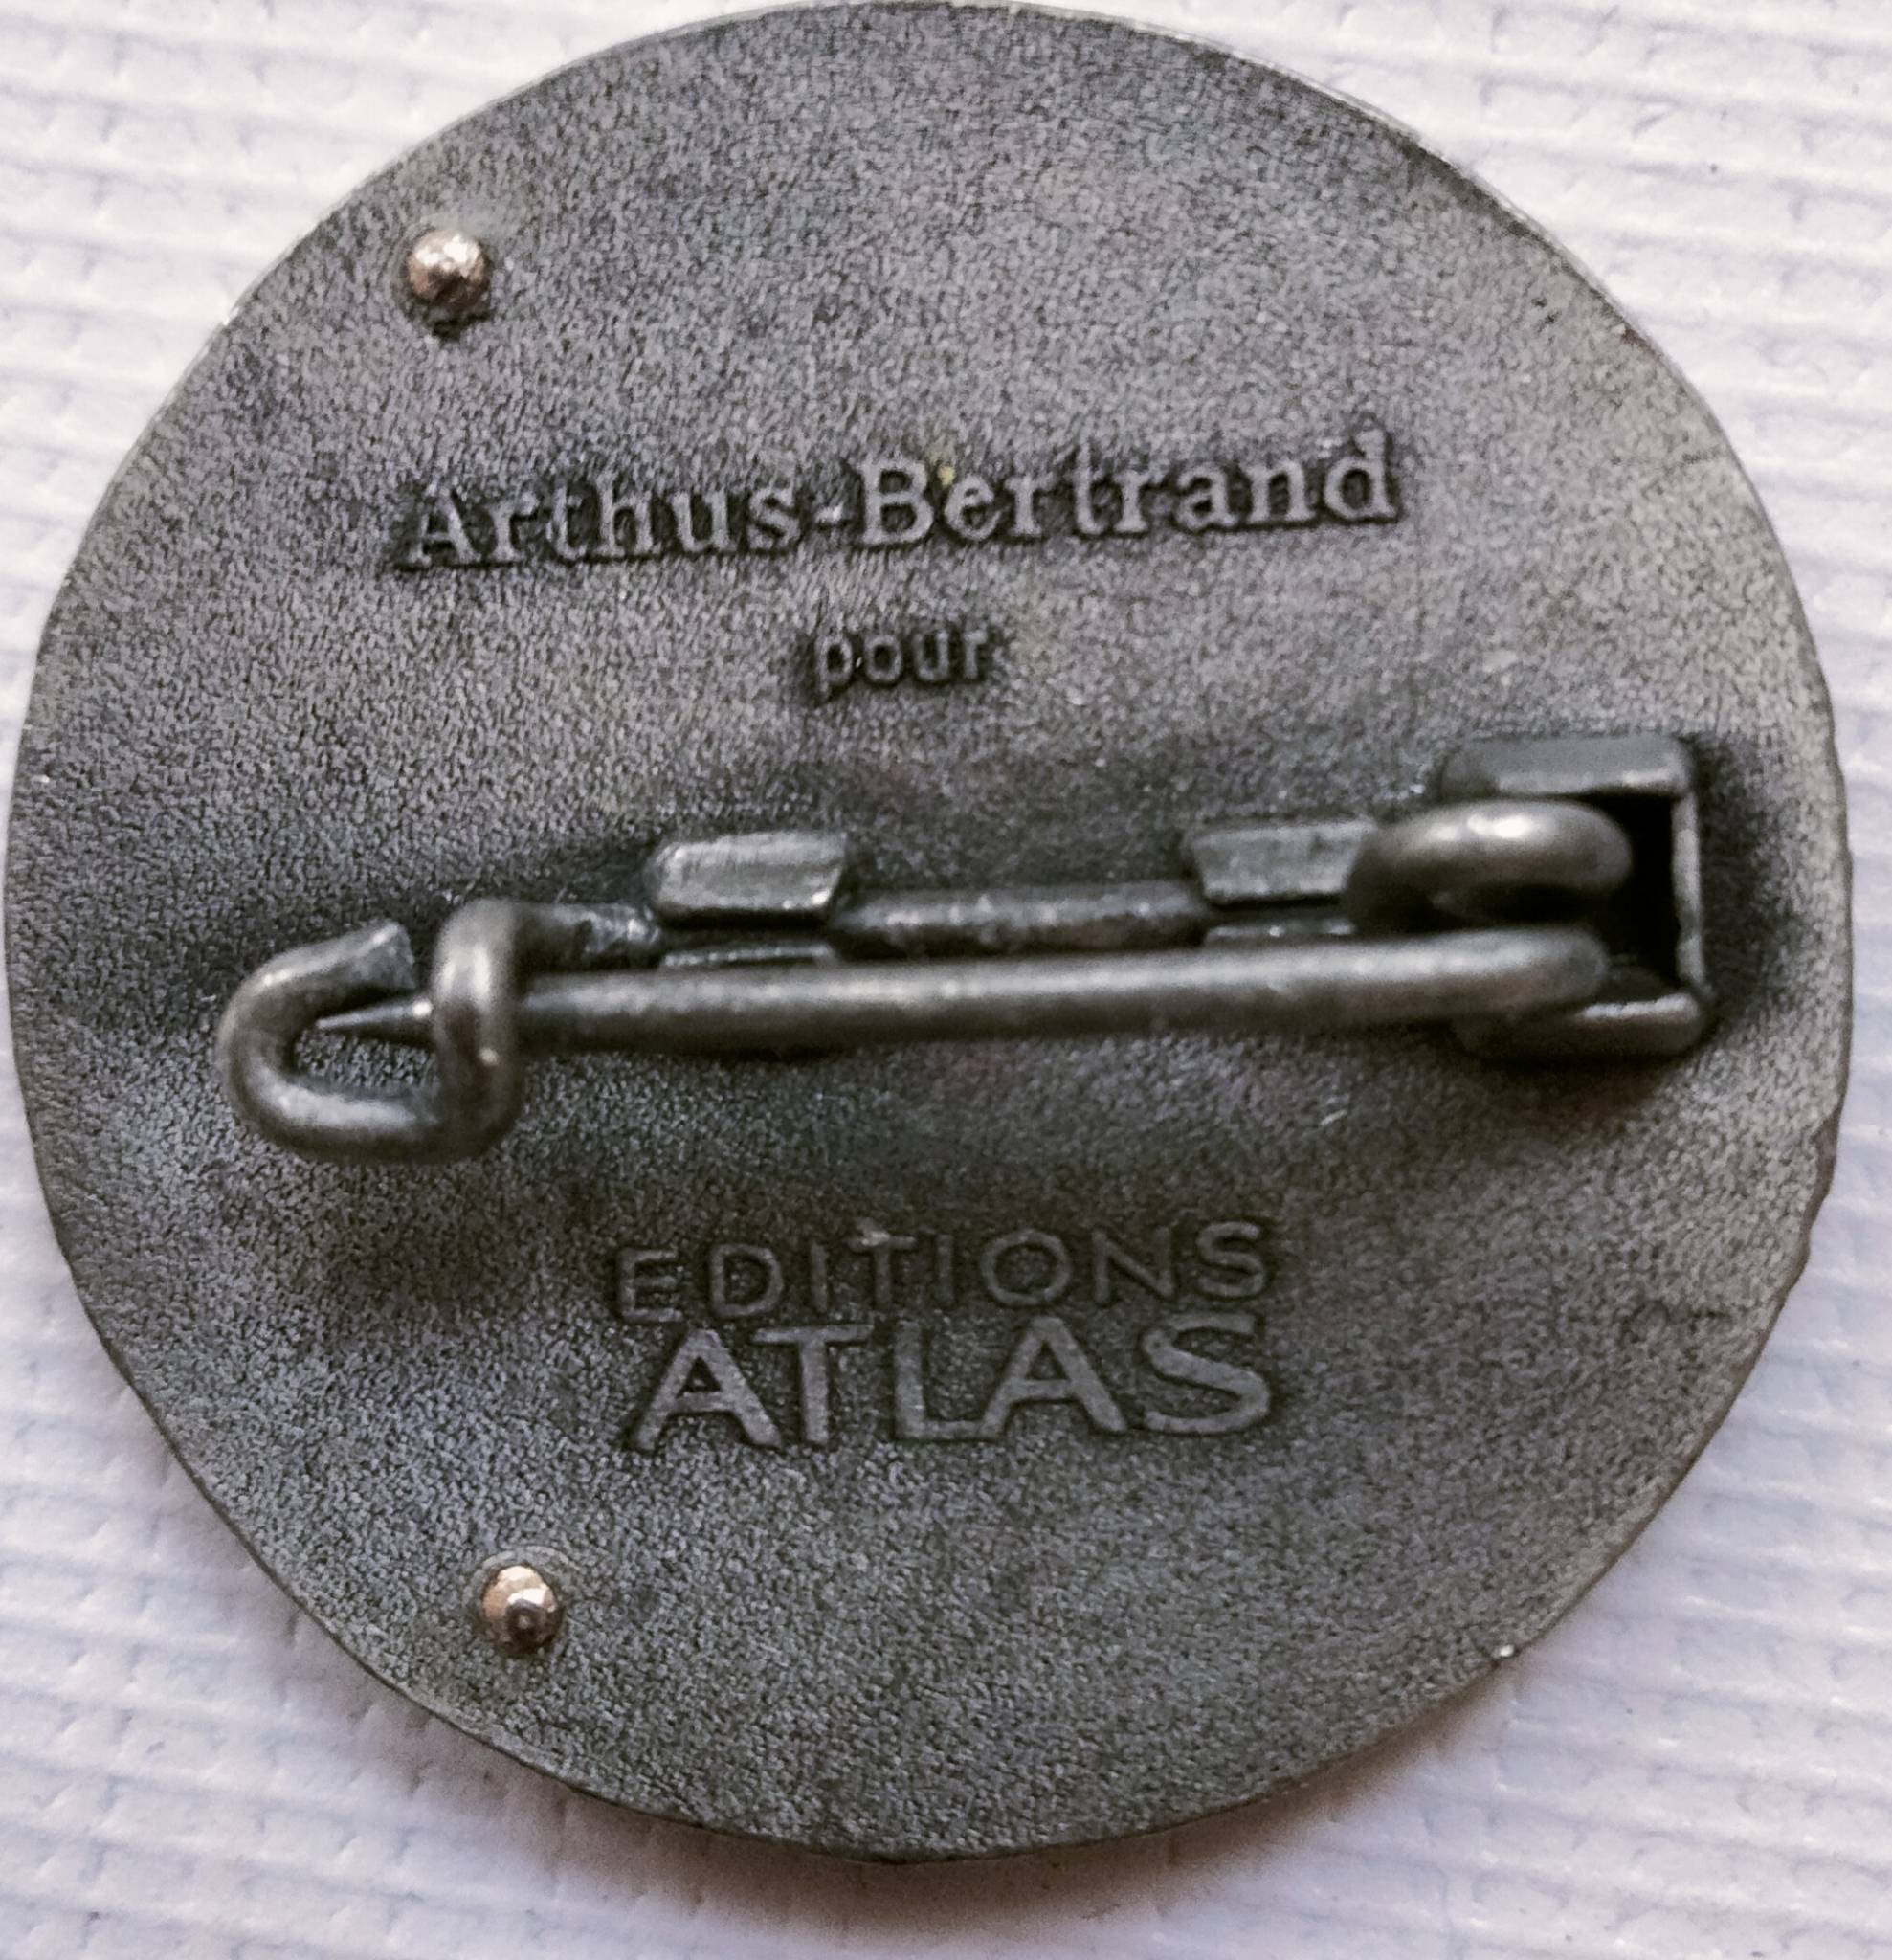 Arthus-Bertrand
pour
EDITIONS
ATLAS